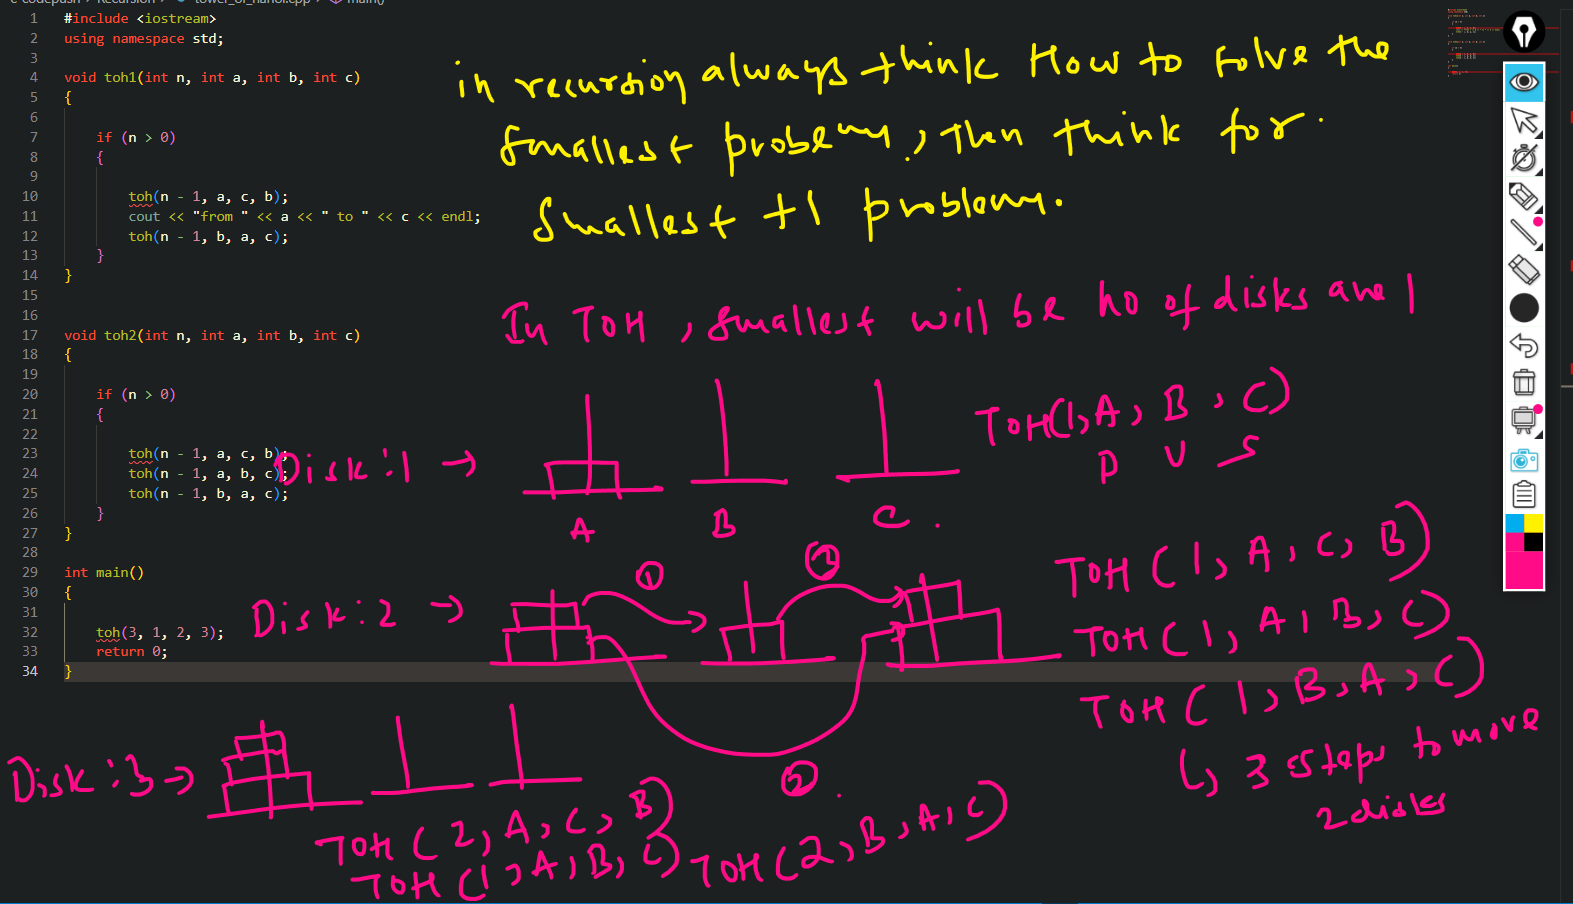 #include <iostream>
using namespace std;
void toh1(int n, int a, int b, int c)
{
if (n > 0)
{
toh(n - 1, a, c, b);
cout << "from " << a << " to " << c << endl;
toh(n - 1, b, a, c);
}
}
void toh2(int n, int a, int b, int c)
{
if (n > 0)
{
toh(n - 1, a, c, b);
toh(n - 1, a, b, c);
toh(n - 1, b, a, c);
}
}
int main()
{
toh(3, 1, 2, 3);
return 0;
}
1
2
3
4
5
6
7
8
9
10
11
12
13
14
15
16
17
18
19
20
21
22
23
24
25
26
27
28
29
30
31
32
33
34
in recursion always think How to solve the
smallest problem, then think for.
smallest +1 problem.
In TOH, smallest will be no of disks are 1
Disk:1 →
A
B
C.
TOH(1, A, B, C)
D U S
Disk:2 →
1
3
2
TOH(1, A, C, B)
TOH(1, A, B, C)
TOH(1, B, A, C)
3 steps to move
2 disks
Disk:3 →
TOH(2, A, C, B)
TOH(1, A, B, C) TOH(2, B, A, C)